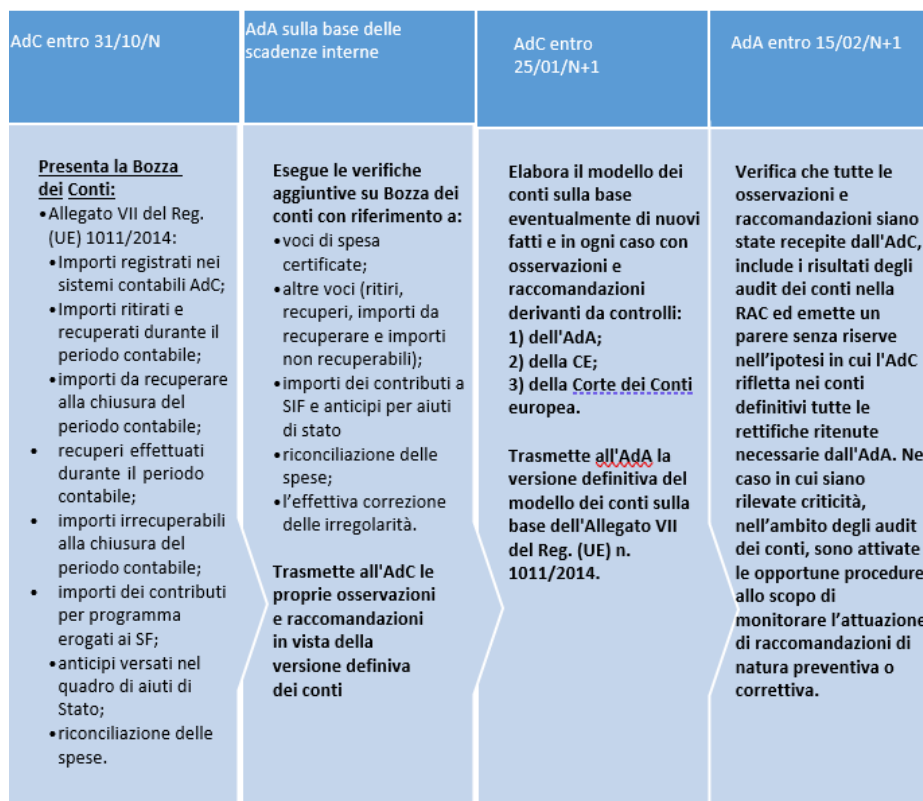 AdC entro 31/10/N
AdA sulla base delle
scadenze interne
AdC entro
25/01/N+1
AdA entro 15/02/N+1
Presenta la Bozza
dei Conti:
•Allegato VII del Reg.
(UE) 1011/2014:
•Importi registrati nei
sistemi contabili AdC;
•Importi ritirati e
recuperati durante il
periodo contabile;
•importi da recuperare
alla chiusura del
periodo contabile;
• recuperi effettuati
durante il periodo
contabile;
• importi irrecuperabili
alla chiusura del
periodo contabile;
• importi dei contributi
per programma
erogati ai SF;
•anticipi versati nel
quadro di aiuti di
Stato;
•riconciliazione delle
spese.
Esegue le verifiche
aggiuntive su Bozza dei
conti con riferimento a:
•voci di spesa
certificate;
•altre voci (ritiri,
recuperi, importi da
recuperare e importi
non recuperabili);
•importi dei contributi a
SIF e anticipi per aiuti
di stato
•riconciliazione delle
spese;
•l'effettiva correzione
delle irregolarità.
Trasmette all'AdC le
proprie osservazioni
e raccomandazioni
in vista della
versione definiva
dei conti
Elabora il modello dei
conti sulla base
eventualmente di nuovi
fatti e in ogni caso con
osservazioni e
raccomandazioni
derivanti da controlli:
1) dell'AdA;
2) della CE;
3) della Corte dei Conti
europea.
Trasmette all'AdA la
versione definitiva del
modello dei conti sulla
base dell'Allegato VII
del Reg. (UE) n.
1011/2014.
Verifica che tutte le
osservazioni e
raccomandazioni siano
state recepite dall'AdC,
include i risultati degli
audit dei conti nella
RAC ed emette un
parere senza riserve
nell’ipotesi in cui l'AdC
rifletta nei conti
definitivi tutte le
rettifiche ritenute
necessarie dall'AdA. Ne
caso in cui siano
rilevate criticità,
nell’ambito degli audit
dei conti, sono attivate
le opportune procedure
allo scopo di
monitorare l’attuazione
di raccomandazioni di
natura preventiva o
correttiva.